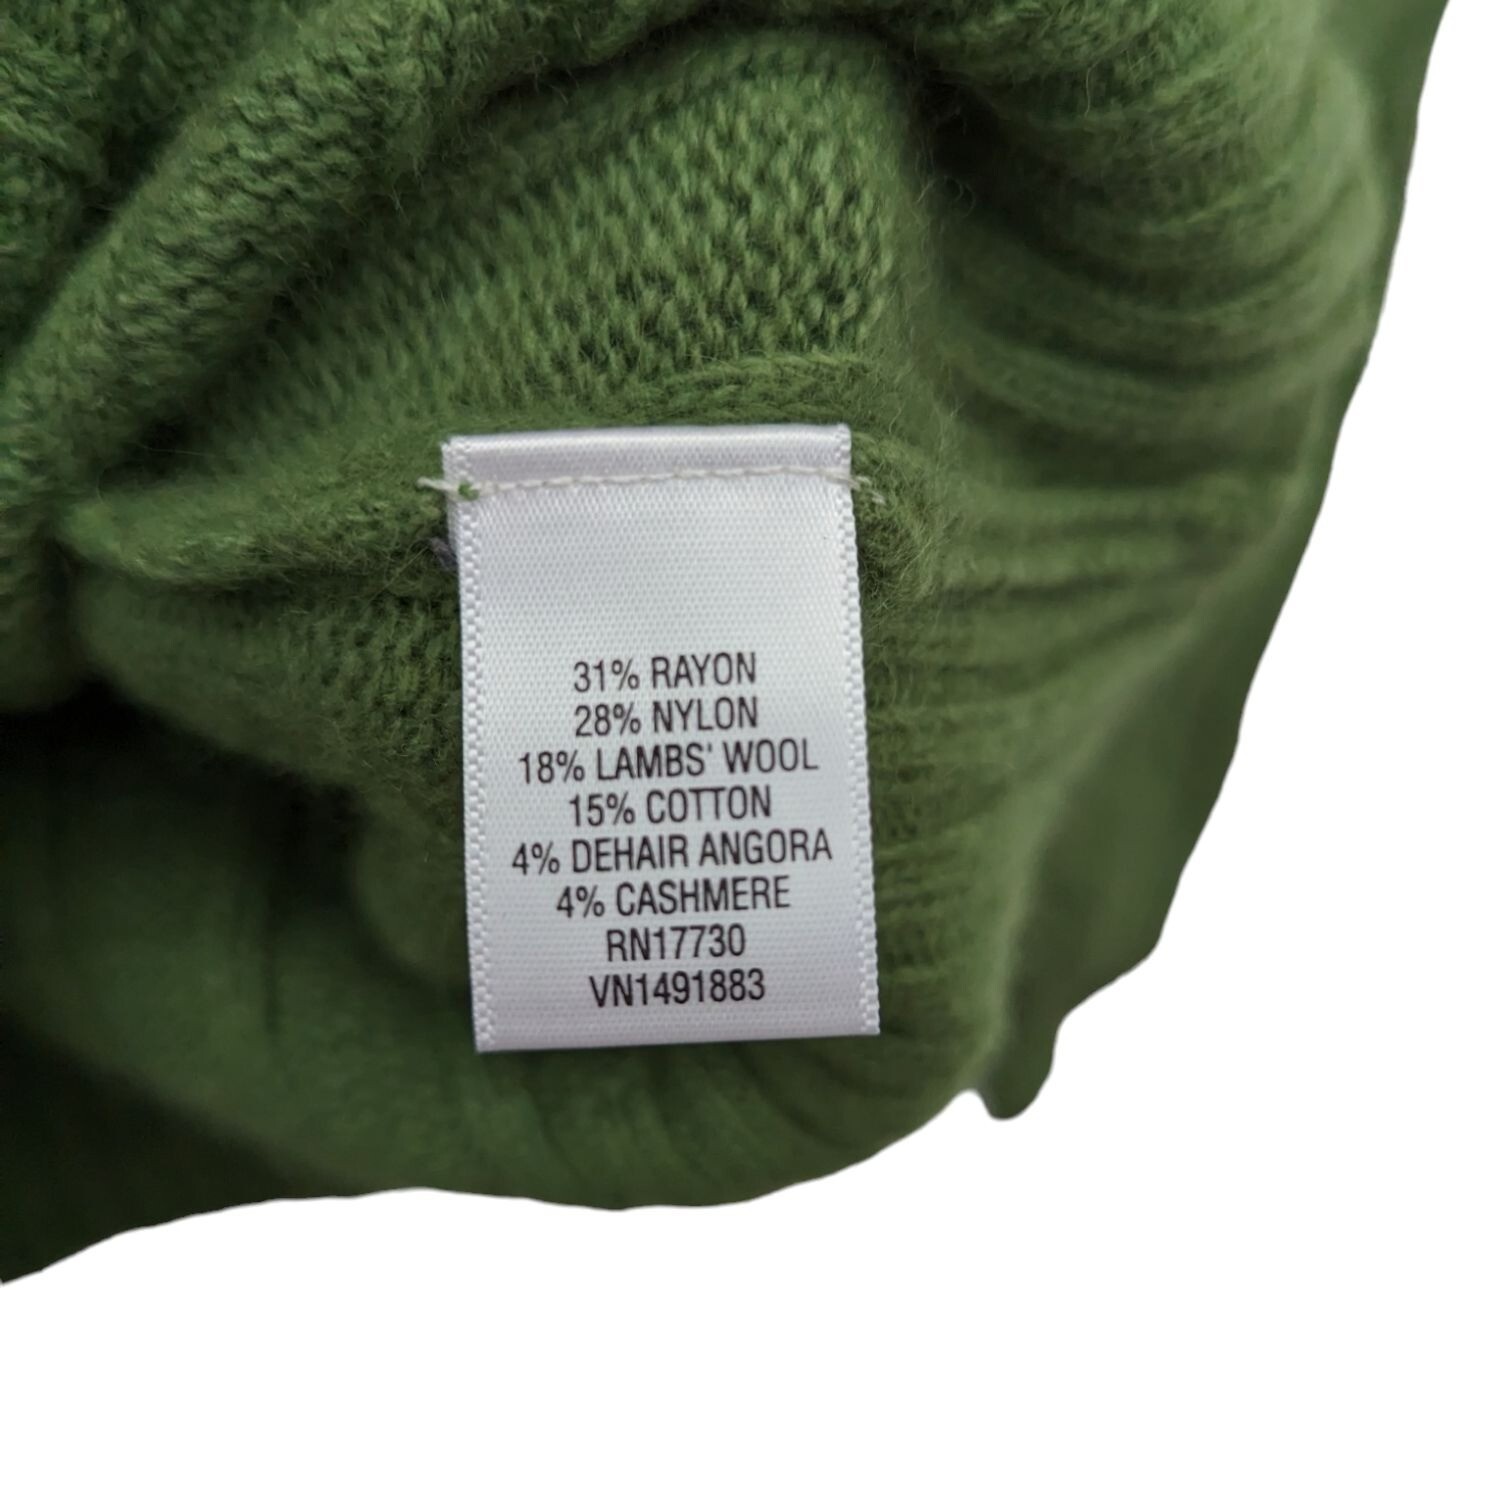 31% RAYON
28% NYLON
18% LAMBS' WOOL
15% COTTON
4% DEHAIR ANGORA
4% CASHMERE
RN17730
VN1491883